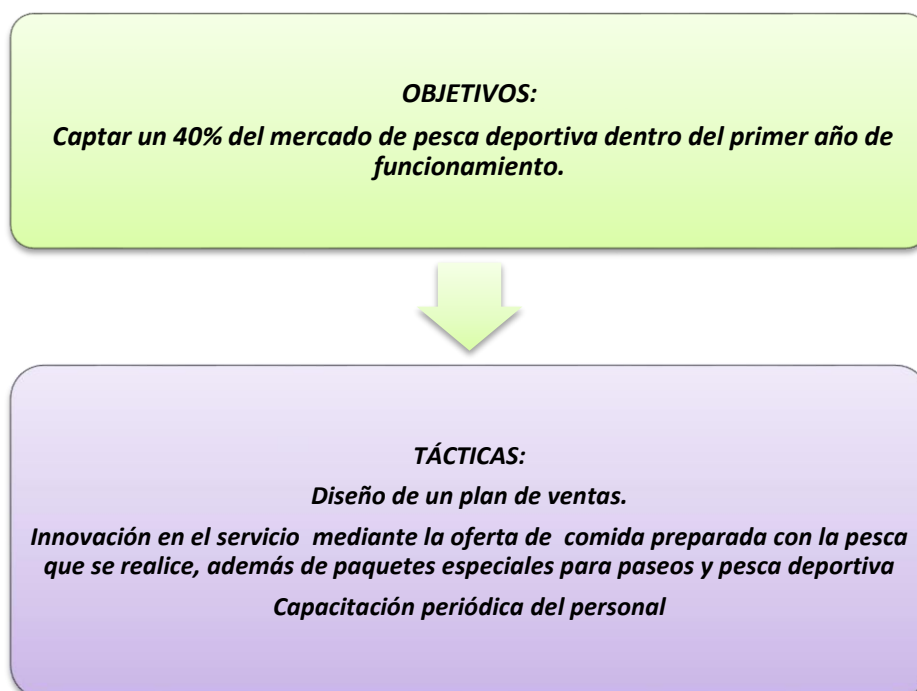 OBJETIVOS:
Captar un 40% del mercado de pesca deportiva dentro del primer año de
funcionamiento.
TÁCTICAS:
Diseño de un plan de ventas.
Innovación en el servicio mediante la oferta de comida preparada con la pesca
que se realice, además de paquetes especiales para paseos y pesca deportiva
Capacitación periódica del personal